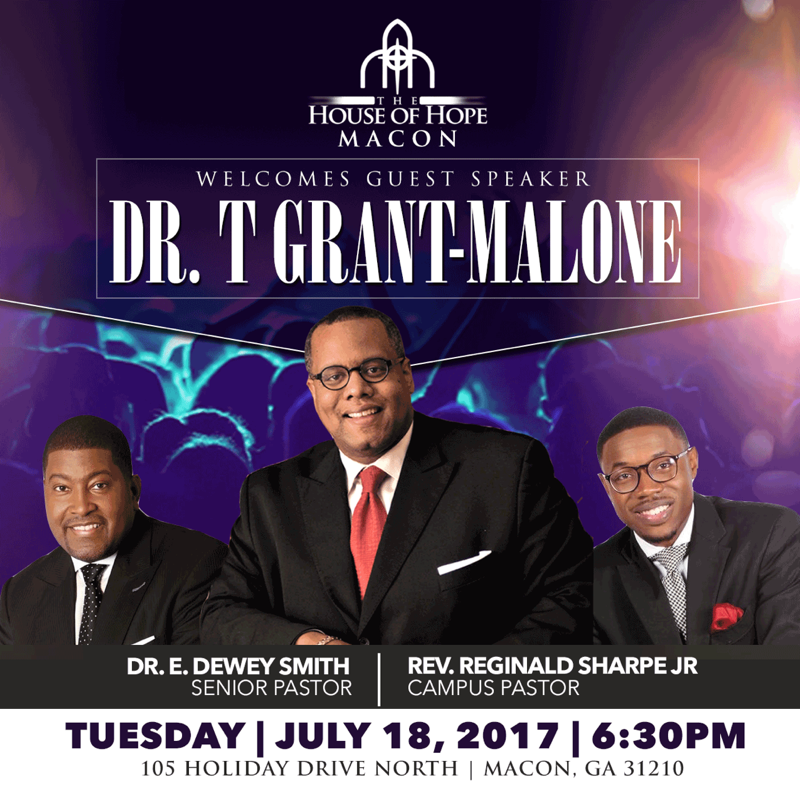 THE
HOUSE OF HOPE
MACON
WELCOMES GUEST SPEAKER
DR. T GRANT-MALONE
DR. E. DEWEY SMITH
SENIOR PASTOR
REV. REGINALD SHARPE JR
CAMPUS PASTOR
TUESDAY | JULY 18, 2017 | 6:30PM
105 HOLIDAY DRIVE NORTH | MACON, GA 31210